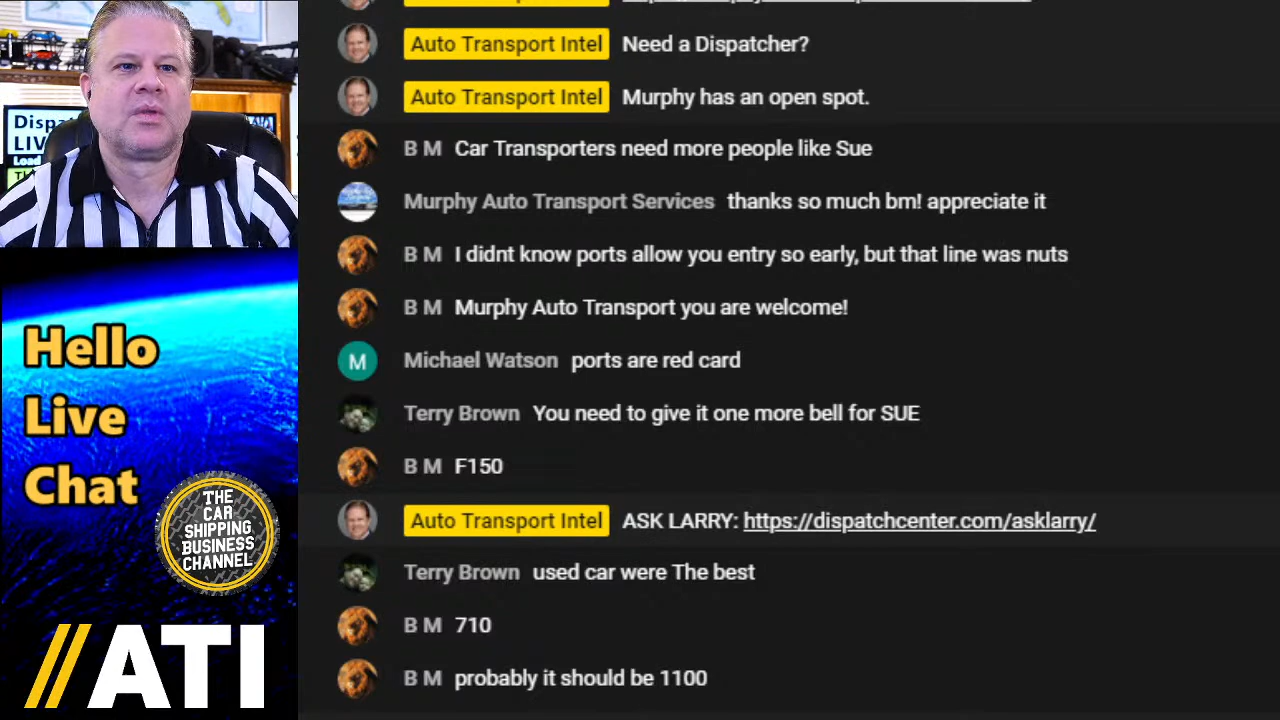 Auto Transport Intel Need a Dispatcher?
Auto Transport Intel Murphy has an open spot.
B M Car Transporters need more people like Sue
Murphy Auto Transport Services thanks so much bm! appreciate it
B M I didnt know ports allow you entry so early, but that line was nuts
B M Murphy Auto Transport you are welcome!
M Michael Watson ports are red card
Terry Brown You need to give it one more bell for SUE
B M F150
Auto Transport Intel ASK LARRY: https://dispatchcenter.com/asklarry/
Terry Brown used car were The best
B M 710
B M probably it should be 1100
Hello
Live
Chat
THE
CAR
SHIPPING
BUSINESS
CHANNEL
//ATI